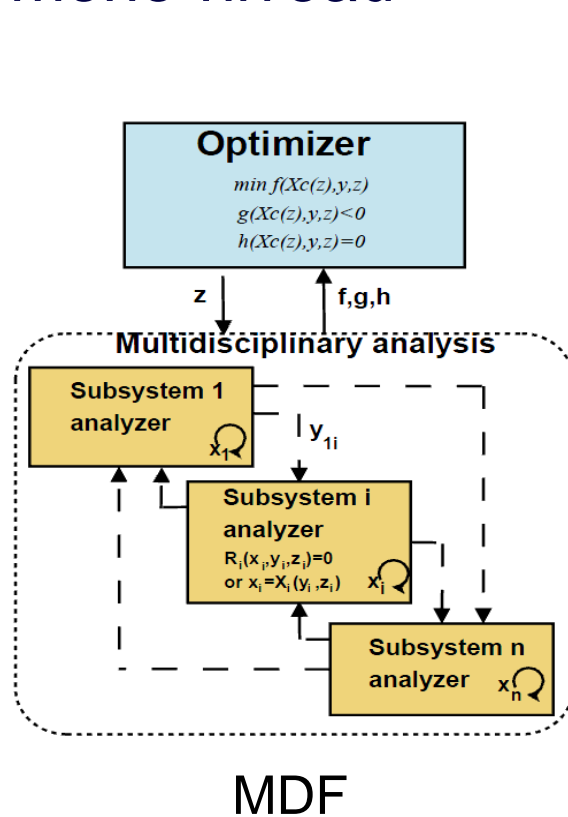 Optimizer
min f(Xc(z),y,z)
g(Xc(z),y,z)<0
h(Xc(z),y,z)=0
z
f,g,h
Multidisciplinary analysis
Subsystem 1
analyzer
x1
y1i
Subsystem i
analyzer
Ri(xi,yi,zi)=0
or xi=Xi(yi,zi)
xi
Subsystem n
analyzer
xn
MDF